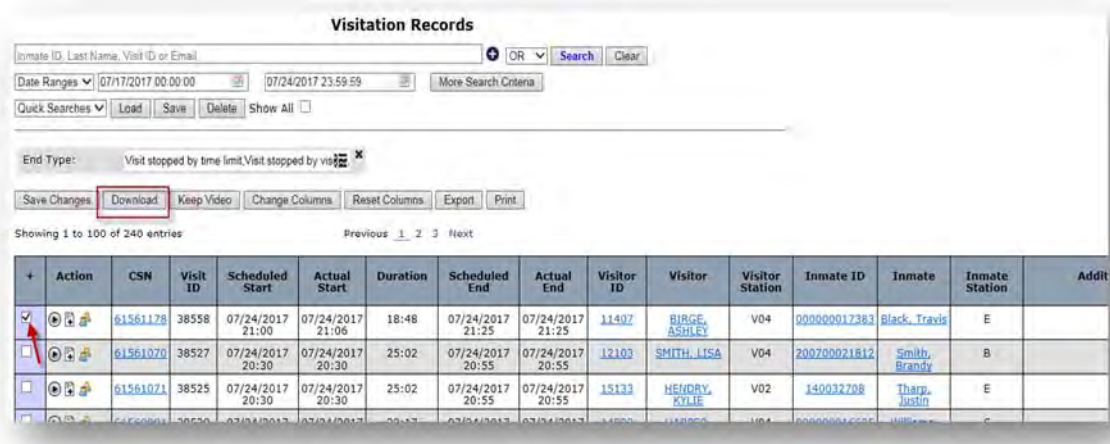 Visitation Records
Inmate ID, Last Name, Visit ID or Email OR Search Clear
Date Ranges 07/17/2017 00:00:00 07/24/2017 23:59:59 More Search Criteria
Quick Searches Load Save Delete Show All
End Type: Visit stopped by time limit,Visit stopped by vis
Save Changes Download Keep Video Change Columns Reset Columns Export Print
Showing 1 to 100 of 240 entries Previous 1 2 3 Next
+ Action CSN Visit ID Scheduled Start Actual Start Duration Scheduled End Actual End Visitor ID Visitor Visitor Station Inmate ID Inmate Inmate Station Addit
61561178 38558 07/24/2017 21:00 07/24/2017 21:06 18:48 07/24/2017 21:25 07/24/2017 21:25 11407 BIRGE, ASHLEY V04 000000017383 Black, Travis E
61561070 38527 07/24/2017 20:30 07/24/2017 20:30 25:02 07/24/2017 20:55 07/24/2017 20:55 12103 SMITH, LISA V04 200700021812 Smith, Brandy B
61561071 38525 07/24/2017 20:30 07/24/2017 20:30 25:02 07/24/2017 20:55 07/24/2017 20:55 15133 HENDRY, KYLIE V02 140032708 Tharp, Justin E